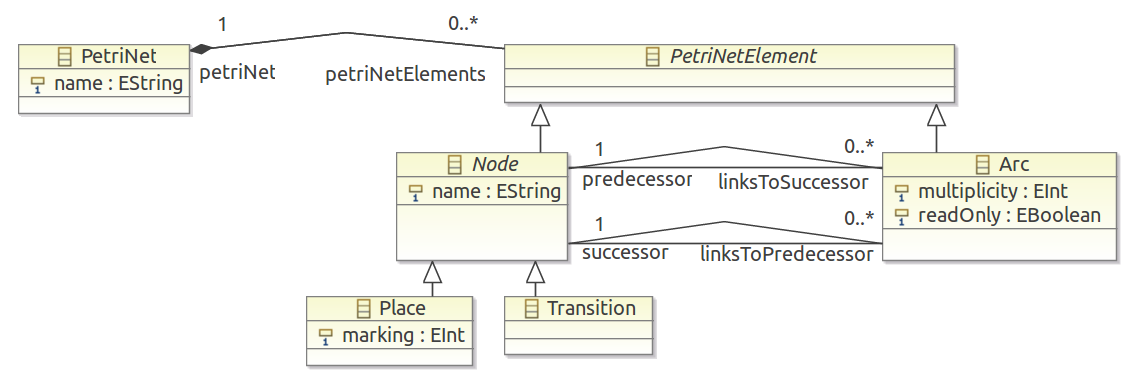 1
0..*
PetriNet
PetriNetElement
petriNet
petriNetElements
name : EString
1
0..*
Node
Arc
predecessor
linksToSuccessor
name : EString
multiplicity : EInt
1
0..*
readOnly : EBoolean
successor
linksToPredecessor
Place
Transition
marking : EInt